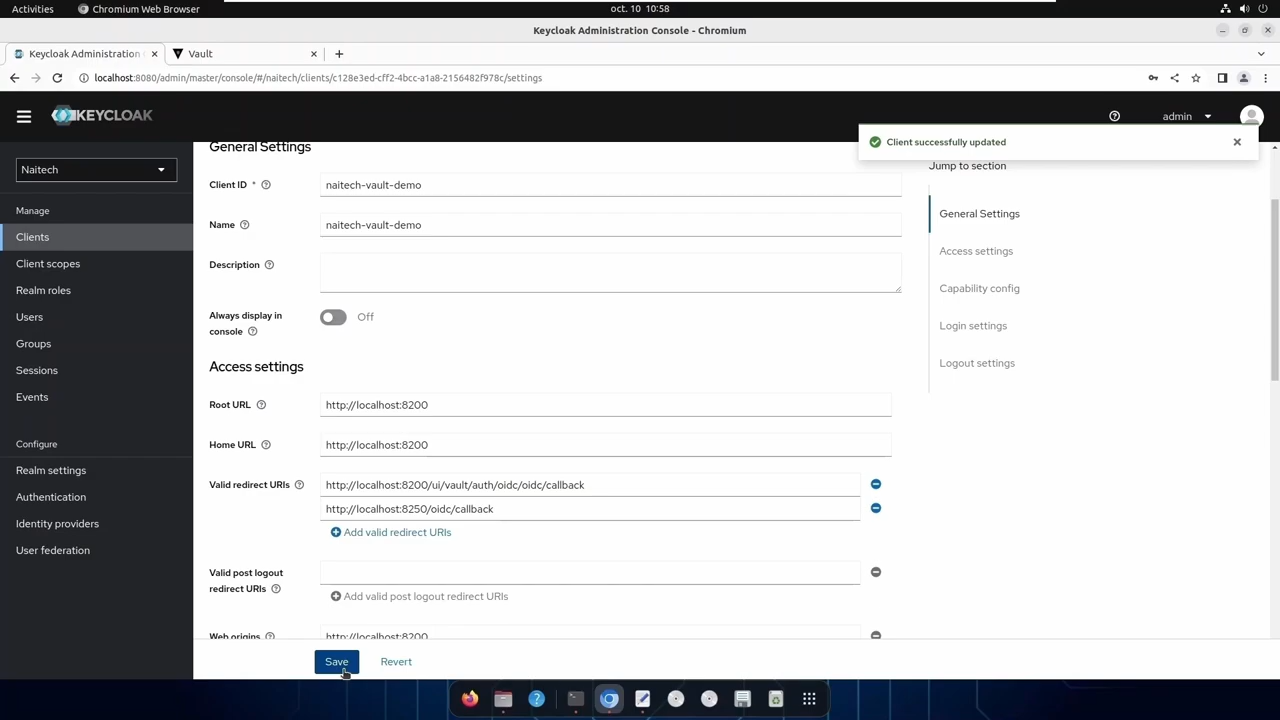 Activities
Chromium Web Browser
oct. 10 10:58
Keycloak Administration Console - Chromium
Keycloak Administration
Vault
localhost:8080/admin/master/console/#/naitech/clients/c128e3ed-cff2-4bcc-a1a8-2156482f978c/settings
KEYCLOAK
admin
Client successfully updated
Naitech
Manage
Clients
Client scopes
Realm roles
Users
Groups
Sessions
Events
Configure
Realm settings
Authentication
Identity providers
User federation
General Settings
Client ID *
naitech-vault-demo
Name
naitech-vault-demo
Description
Always display in
console
Off
Access settings
Root URL
http://localhost:8200
Home URL
http://localhost:8200
Valid redirect URIs
http://localhost:8200/ui/vault/auth/oidc/oidc/callback
http://localhost:8250/oidc/callback
Add valid redirect URIs
Valid post logout
redirect URIs
Add valid post logout redirect URIs
Web origins
http://localhost:8200
Save
Revert
Jump to section
General Settings
Access settings
Capability config
Login settings
Logout settings